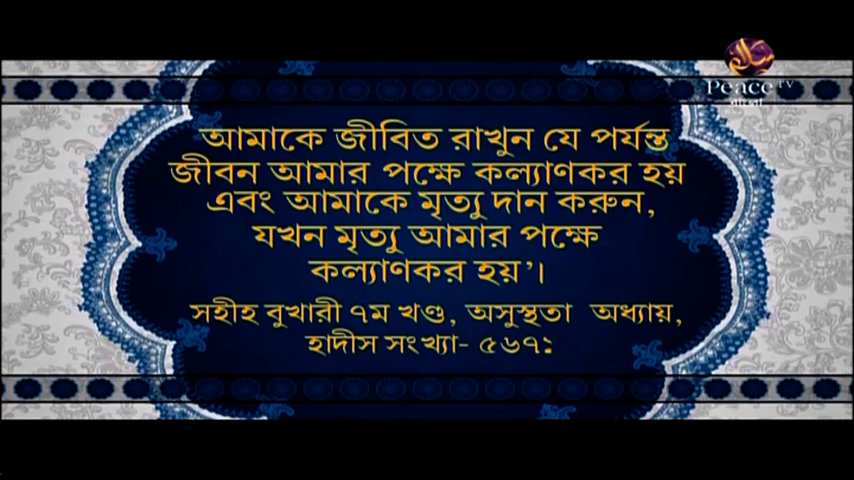 Peace TV
বাংলা
আমাকে জীবিত রাখুন যে পর্যন্ত
জীবন আমার পক্ষে কল্যাণকর হয়
এবং আমাকে মৃত্যু দান করুন,
যখন মৃত্যু আমার পক্ষে
কল্যাণকর হয়’।
সহীহ বুখারী ৭ম খণ্ড, অসুস্থতা অধ্যায়,
হাদীস সংখ্যা- ৫৬৭১